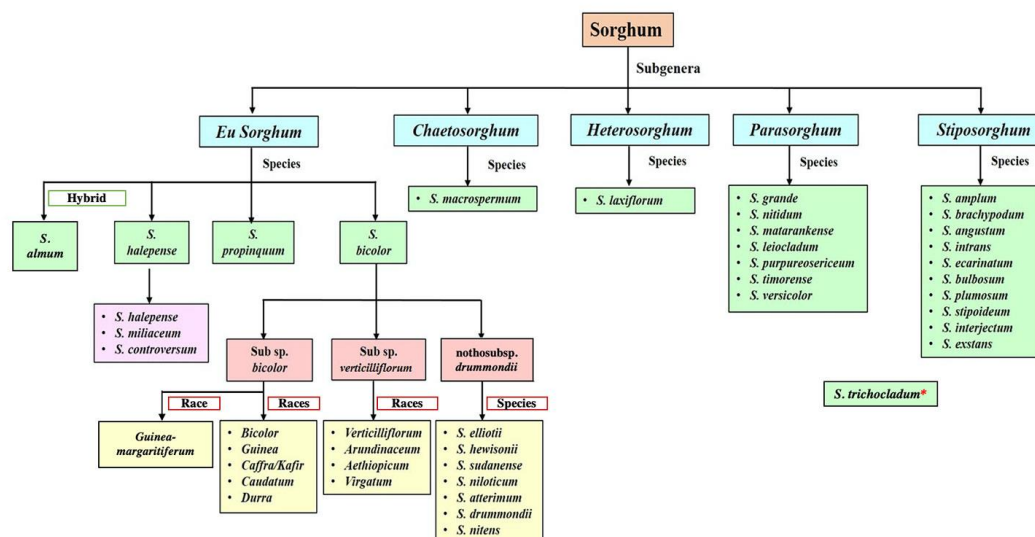 Sorghum
Subgenera
Eu Sorghum
Chaetosorghum
Heterosorghum
Parasorghum
Stiposorghum
Species
Species
Species
Species
Species
Hybrid
S.
almum
S.
halepense
S.
propinquum
S.
bicolor
• S. macrospermum
• S. laxiflorum
• S. grande
• S. nitidum
• S. matarankense
• S. leiocladum
• S. purpureosericeum
• S. timorense
• S. versicolor
• S. amplum
• S. brachypodum
• S. angustum
• S. intrans
• S. ecarinatum
• S. bulbosum
• S. plumosum
• S. stipoideum
• S. interjectum
• S. exstans
• S. halepense
• S. miliaceum
• S. controversum
Sub sp.
bicolor
Sub sp.
verticilliflorum
nothosubsp.
drummondii
S. trichocladum*
Race
Races
Races
Species
Guinea-
margaritiferum
• Bicolor
• Guinea
• Caffra/Kafir
• Caudatum
• Durra
• Verticilliflorum
• Arundinaceum
• Aethiopicum
• Virgatum
• S. elliotii
• S. hewisonii
• S. sudanense
• S. niloticum
• S. atterimum
• S. drummondii
• S. nitens